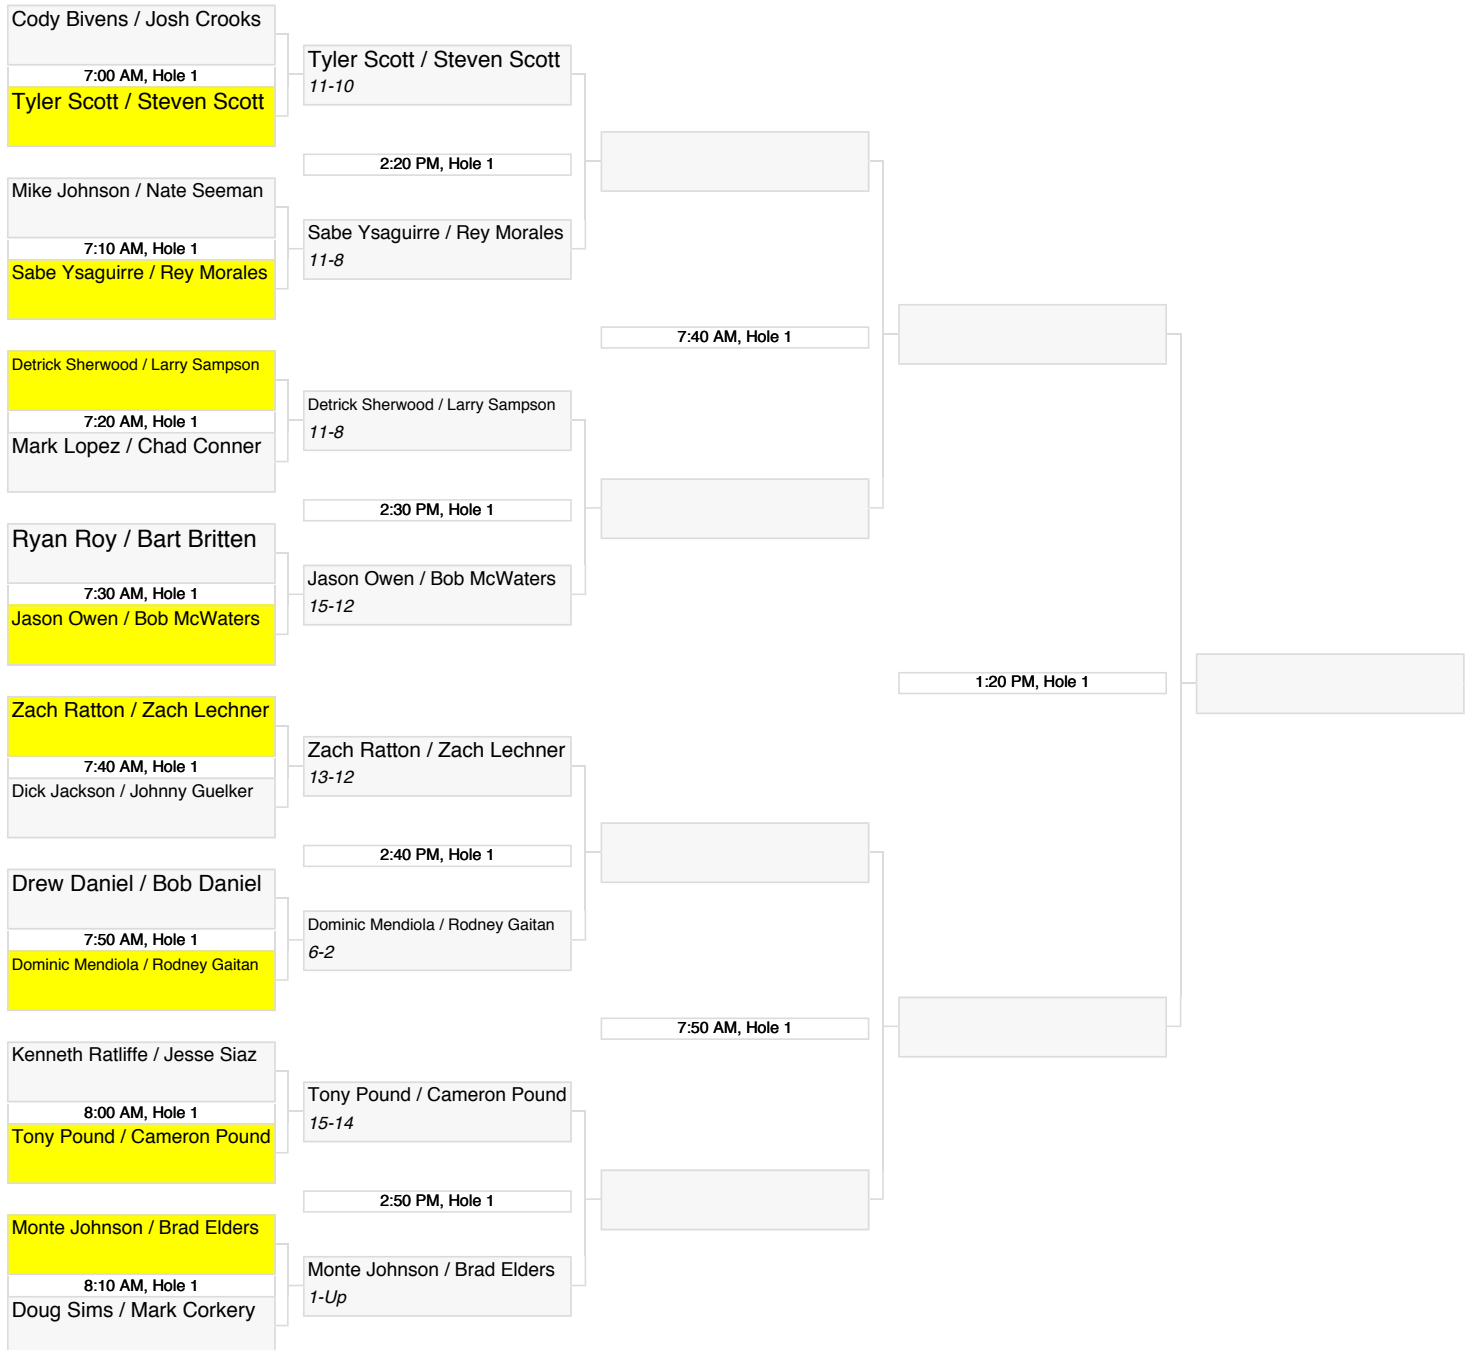 Cody Bivens / Josh Crooks
7:00 AM, Hole 1
Tyler Scott / Steven Scott
Mike Johnson / Nate Seeman
7:10 AM, Hole 1
Sabe Ysaguirre / Rey Morales
Detrick Sherwood / Larry Sampson
7:20 AM, Hole 1
Mark Lopez / Chad Conner
Ryan Roy / Bart Britten
7:30 AM, Hole 1
Jason Owen / Bob McWaters
Zach Ratton / Zach Lechner
7:40 AM, Hole 1
Dick Jackson / Johnny Guelker
Drew Daniel / Bob Daniel
7:50 AM, Hole 1
Dominic Mendiola / Rodney Gaitan
Kenneth Ratliffe / Jesse Siaz
8:00 AM, Hole 1
Tony Pound / Cameron Pound
Monte Johnson / Brad Elders
8:10 AM, Hole 1
Doug Sims / Mark Corkery
Tyler Scott / Steven Scott
11-10
2:20 PM, Hole 1
Sabe Ysaguirre / Rey Morales
11-8
Detrick Sherwood / Larry Sampson
11-8
2:30 PM, Hole 1
Jason Owen / Bob McWaters
15-12
Zach Ratton / Zach Lechner
13-12
2:40 PM, Hole 1
Dominic Mendiola / Rodney Gaitan
6-2
Tony Pound / Cameron Pound
15-14
2:50 PM, Hole 1
Monte Johnson / Brad Elders
1-Up
7:40 AM, Hole 1
7:50 AM, Hole 1
1:20 PM, Hole 1